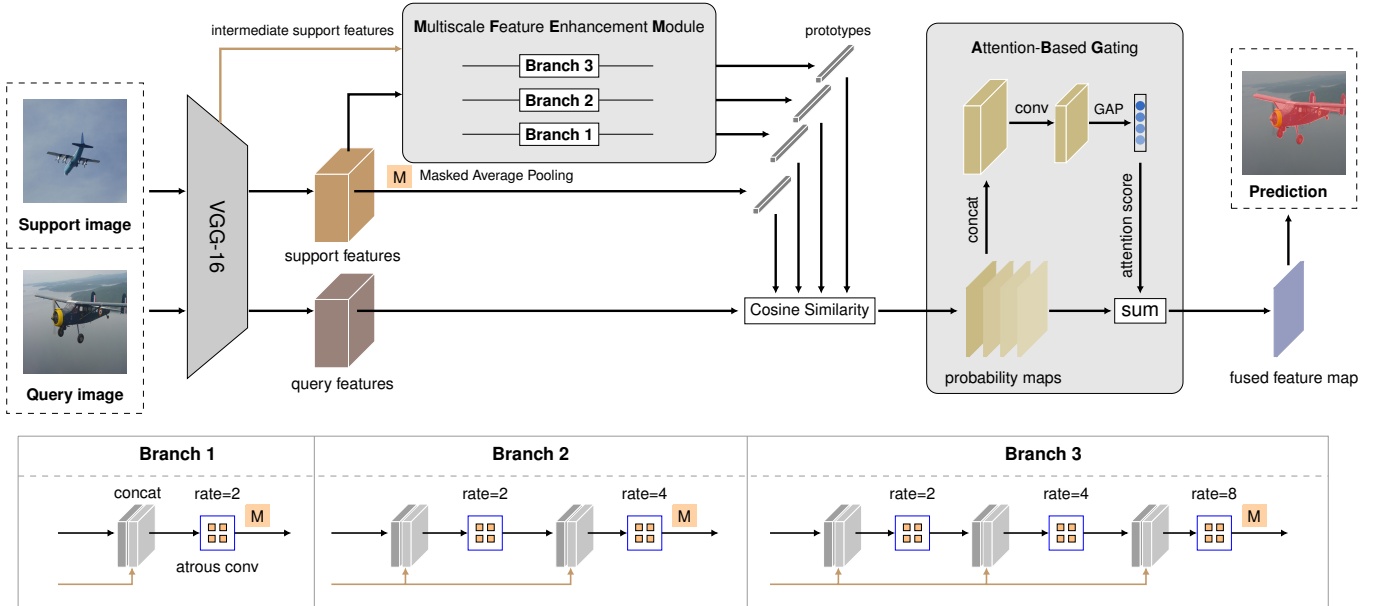 intermediate support features
Multiscale Feature Enhancement Module
Branch 3
Branch 2
Branch 1
prototypes
Attention-Based Gating
conv
GAP
concat
attention score
Support image
VGG-16
M
Masked Average Pooling
support features
Prediction
Query image
query features
Cosine Similarity
probability maps
sum
fused feature map
Branch 1
Branch 2
Branch 3
concat
rate=2
M
atrous conv
rate=2
rate=4
M
rate=2
rate=4
rate=8
M